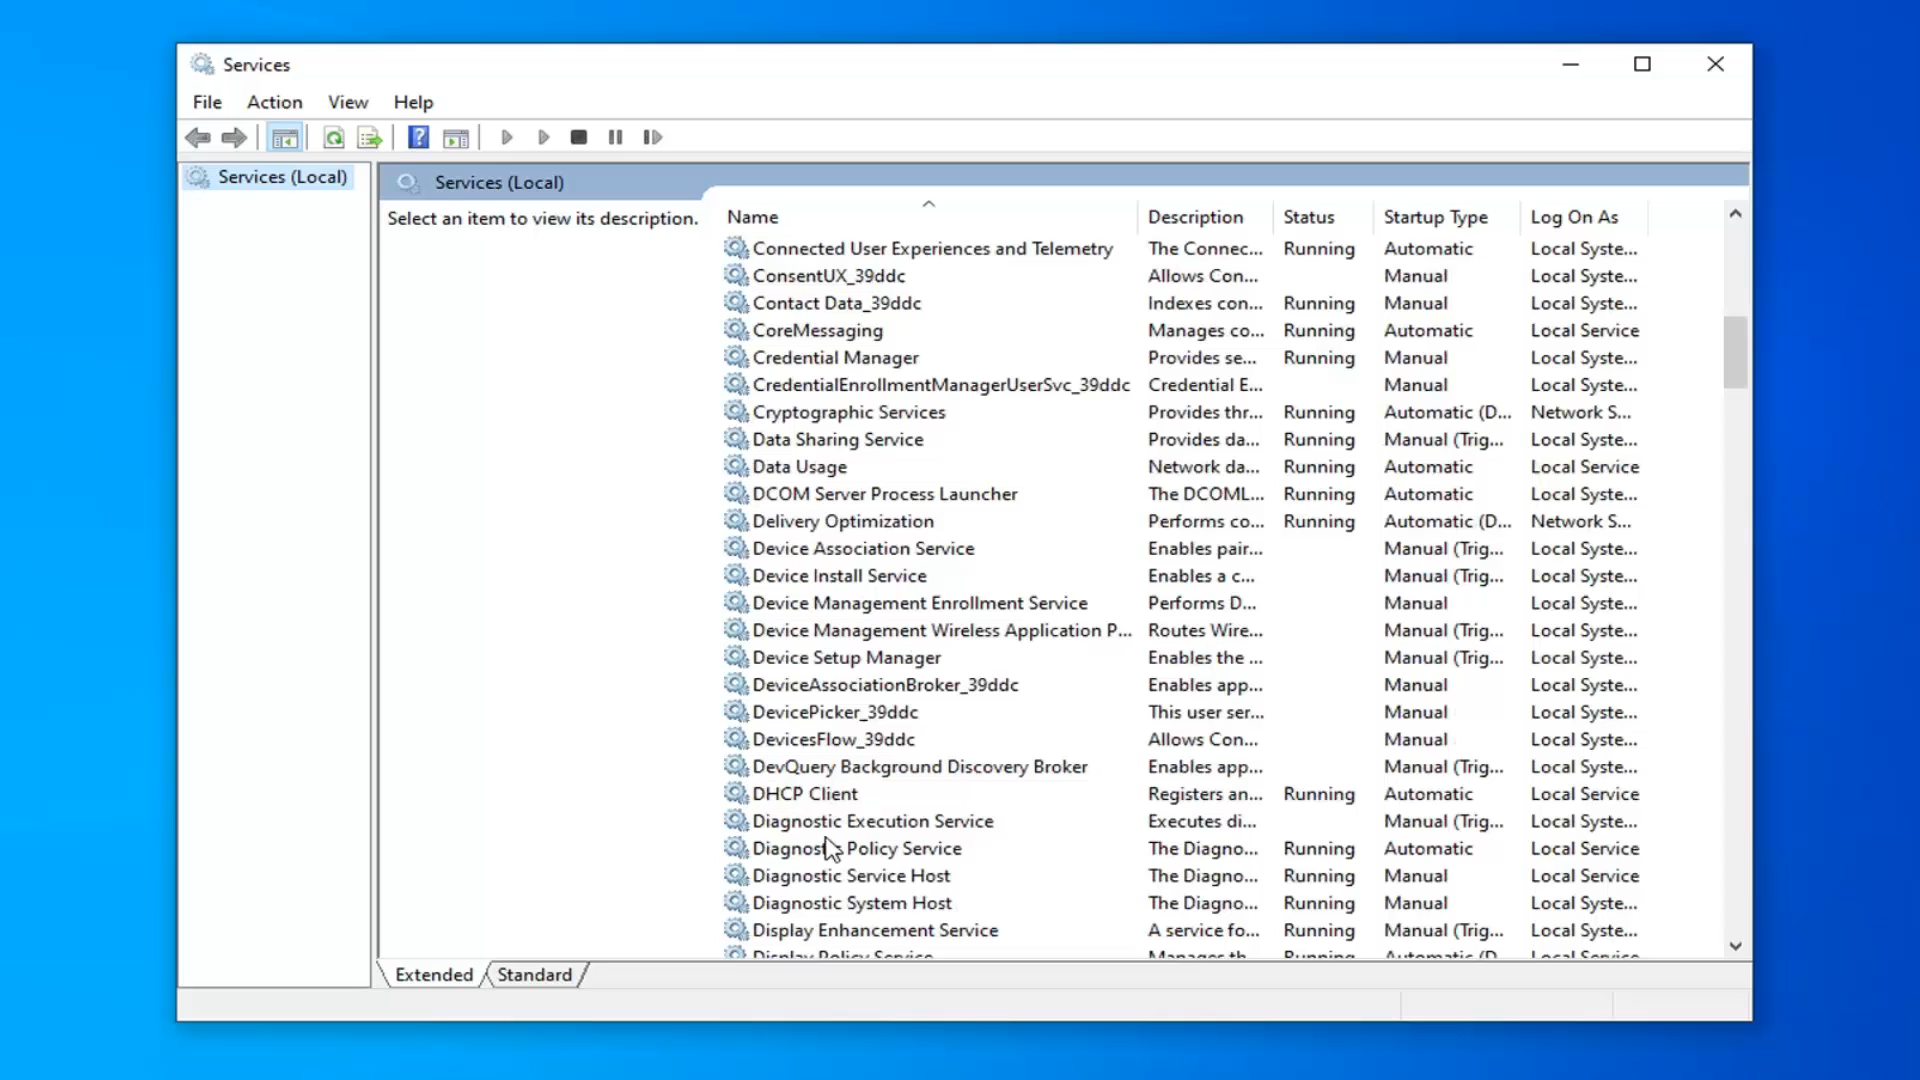 Services
File Action View Help
Services (Local)
Services (Local)
Select an item to view its description.
Name Description Status Startup Type Log On As
Connected User Experiences and Telemetry The Connec... Running Automatic Local Syste...
ConsentUX_39ddc Allows Con... Manual Local Syste...
Contact Data_39ddc Indexes con... Running Manual Local Syste...
CoreMessaging Manages co... Running Automatic Local Service
Credential Manager Provides se... Running Manual Local Syste...
CredentialEnrollmentManagerUserSvc_39ddc Credential E... Manual Local Syste...
Cryptographic Services Provides thr... Running Automatic (D... Network S...
Data Sharing Service Provides da... Running Manual (Trig... Local Syste...
Data Usage Network da... Running Automatic Local Service
DCOM Server Process Launcher The DCOML... Running Automatic Local Syste...
Delivery Optimization Performs co... Running Automatic (D... Network S...
Device Association Service Enables pair... Manual (Trig... Local Syste...
Device Install Service Enables a c... Manual (Trig... Local Syste...
Device Management Enrollment Service Performs D... Manual Local Syste...
Device Management Wireless Application P... Routes Wire... Manual (Trig... Local Syste...
Device Setup Manager Enables the ... Manual (Trig... Local Syste...
DeviceAssociationBroker_39ddc Enables app... Manual Local Syste...
DevicePicker_39ddc This user ser... Manual Local Syste...
DevicesFlow_39ddc Allows Con... Manual Local Syste...
DevQuery Background Discovery Broker Enables app... Manual (Trig... Local Syste...
DHCP Client Registers an... Running Automatic Local Service
Diagnostic Execution Service Executes di... Manual (Trig... Local Syste...
Diagnostic Policy Service The Diagno... Running Automatic Local Service
Diagnostic Service Host The Diagno... Running Manual Local Service
Diagnostic System Host The Diagno... Running Manual Local Syste...
Display Enhancement Service A service fo... Running Manual (Trig... Local Syste...
Display Policy Service Manages th... Running Automatic (D... Local Service
Extended Standard